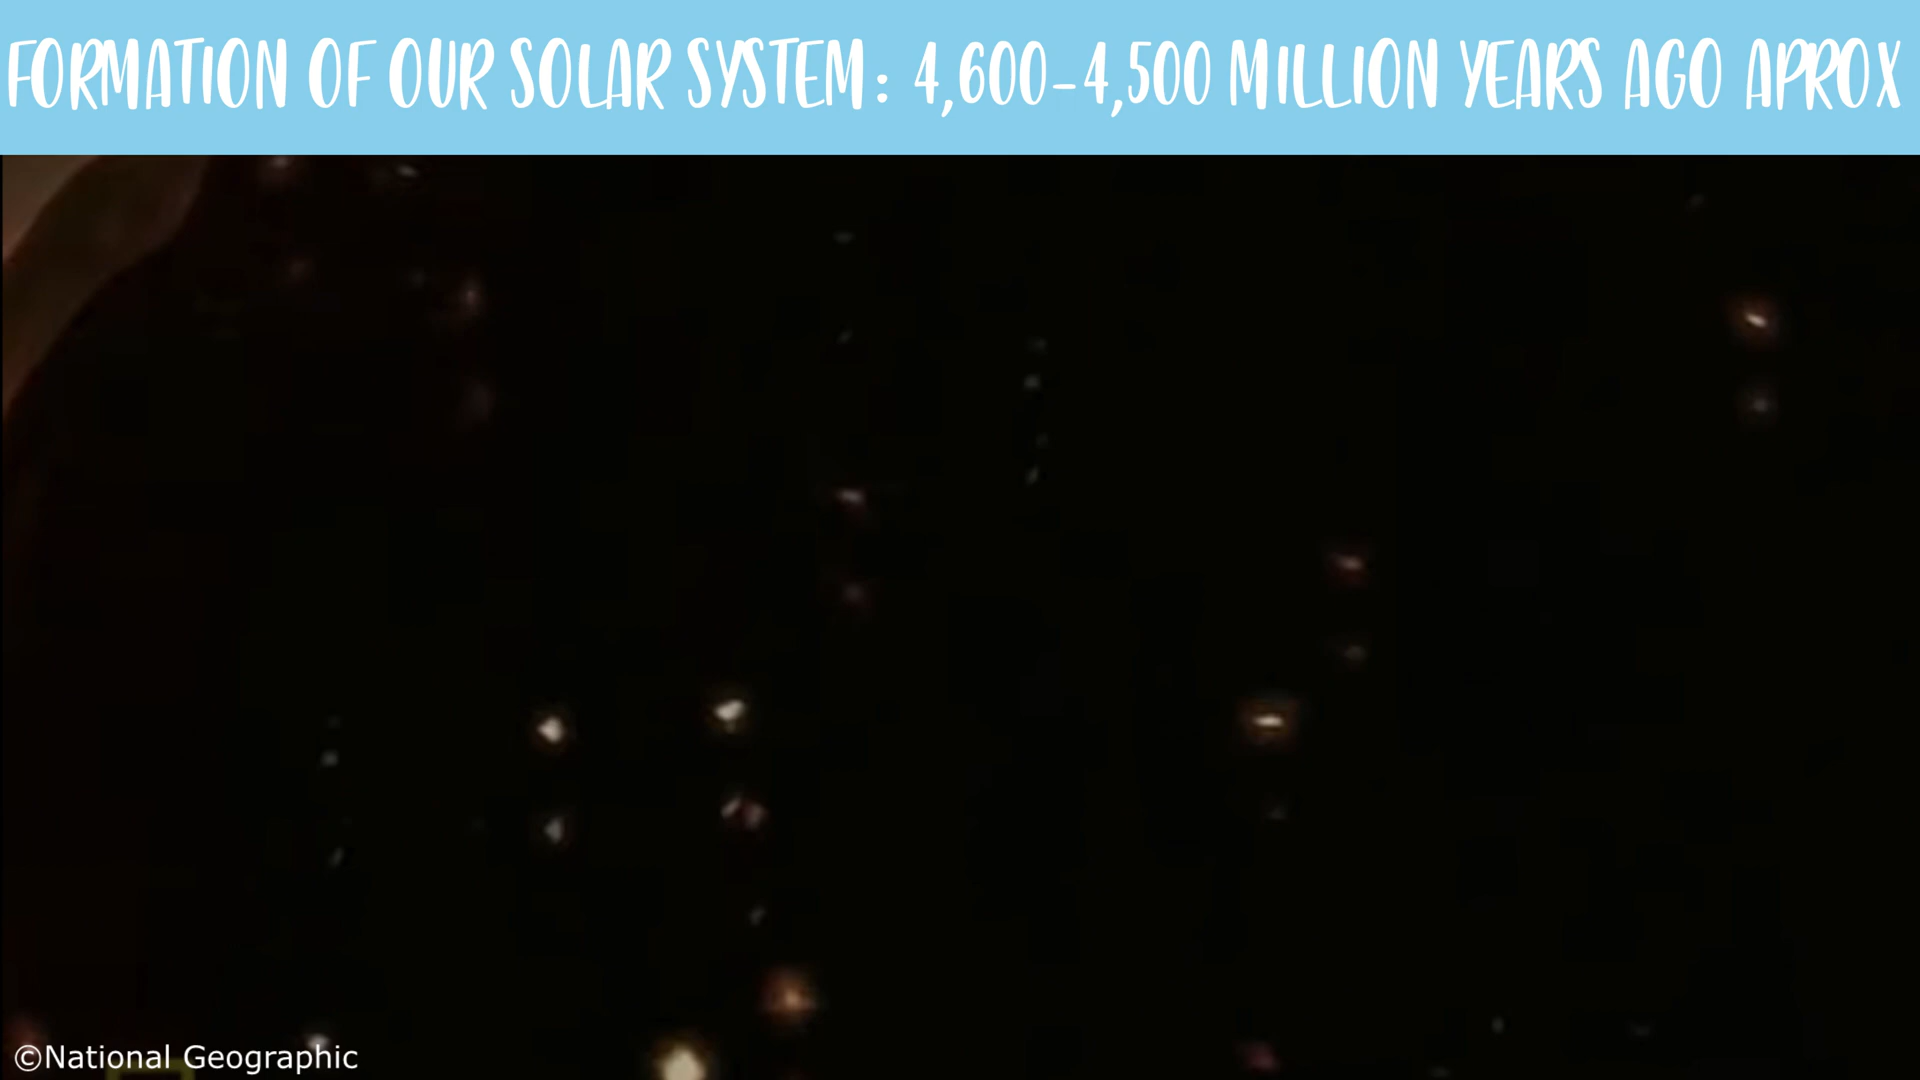 FORMATION OF OUR SOLAR SYSTEM: 4,600-4,500 MILLION YEARS AGO APROX
©National Geographic